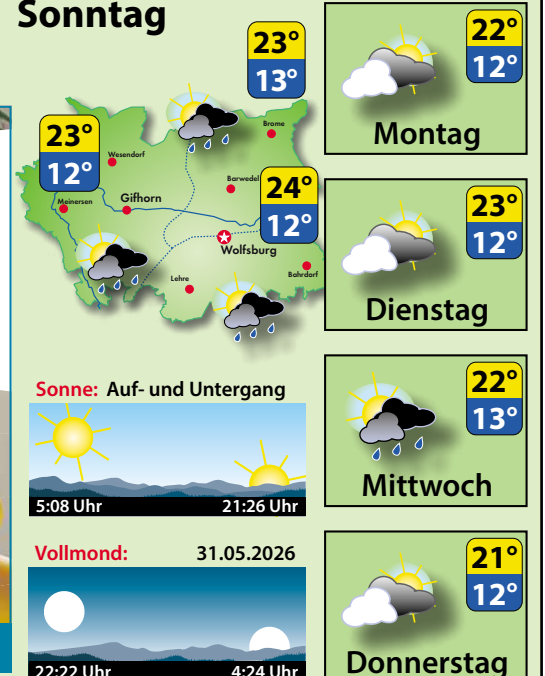 Sonntag
23°
13°
23°
12°
24°
12°
Brome
Wesendorf
Barwedel
Meinersen
Gifhorn
Wolfsburg
Lehre
Bahrdorf
Sonne: Auf- und Untergang
5:08 Uhr 21:26 Uhr
Vollmond: 31.05.2026
22:22 Uhr 4:24 Uhr
22°
12°
Montag
23°
12°
Dienstag
22°
13°
Mittwoch
21°
12°
Donnerstag